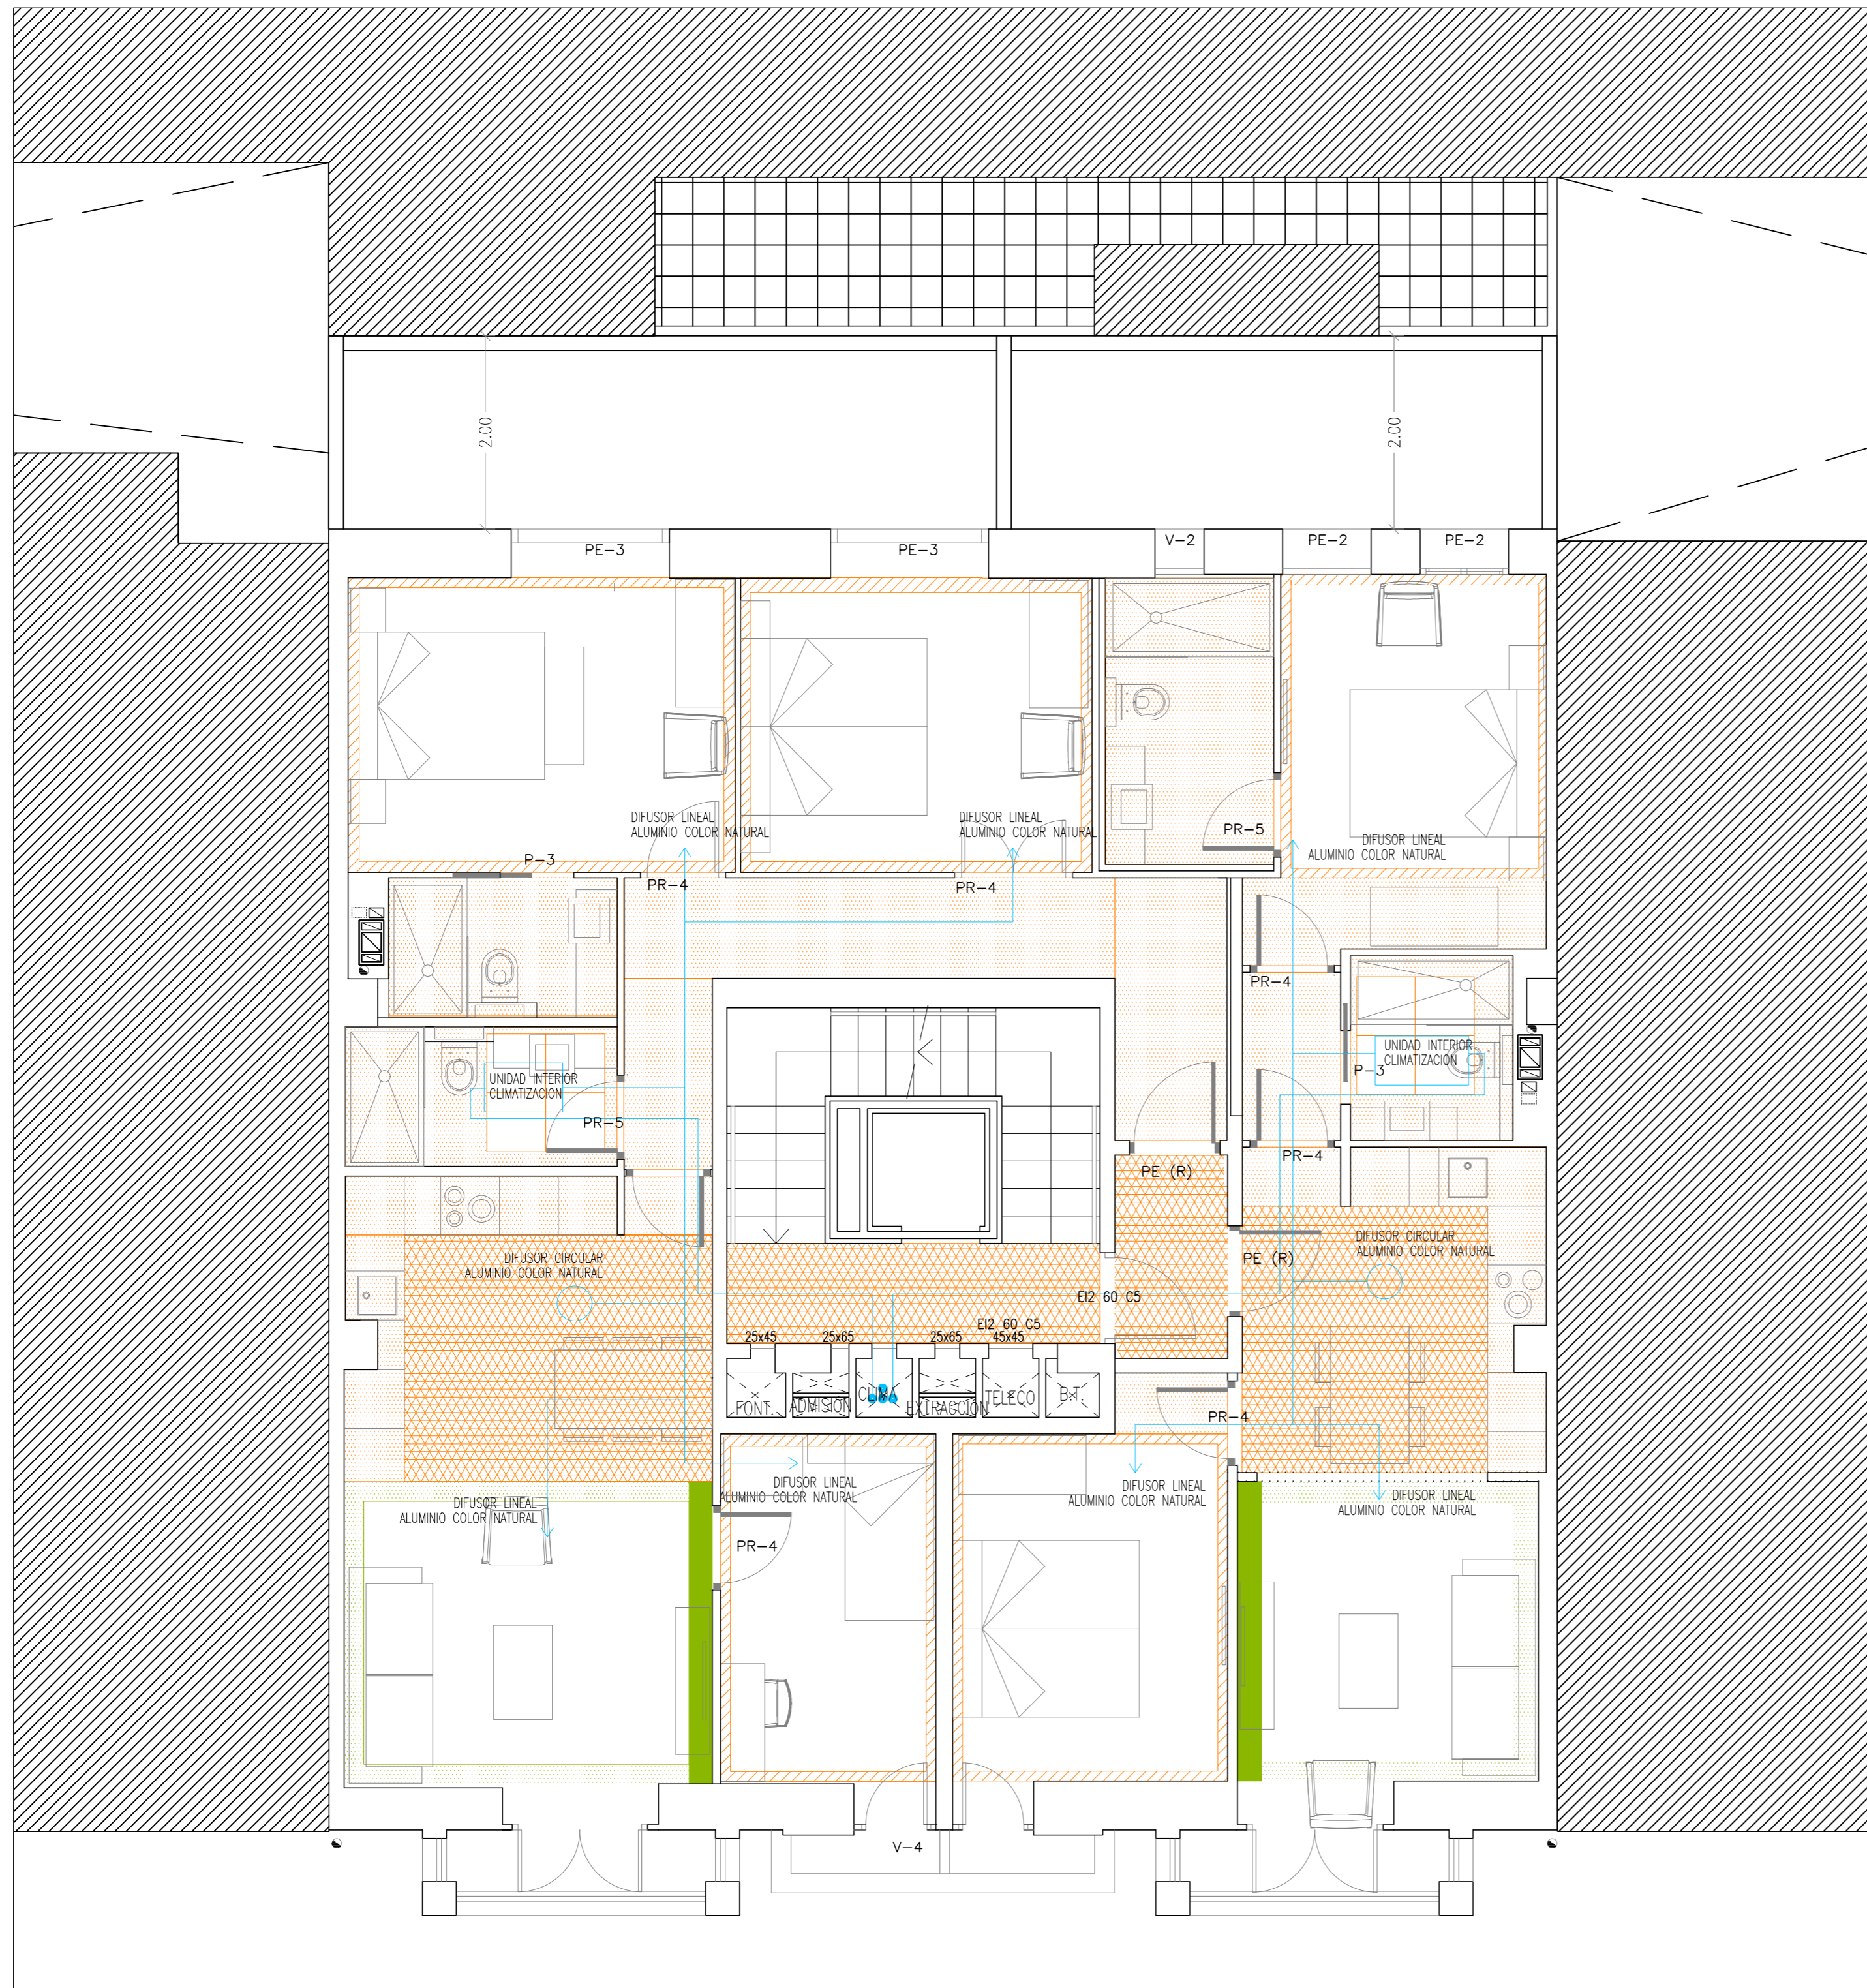 2.00
2.00
PE-3
PE-3
V-2
PE-2
PE-2
DIFUSOR LINEAL
ALUMINIO COLOR NATURAL
DIFUSOR LINEAL
ALUMINIO COLOR NATURAL
PR-5
DIFUSOR LINEAL
ALUMINIO COLOR NATURAL
P-3
PR-4
PR-4
PR-4
UNIDAD INTERIOR
CLIMATIZACION
UNIDAD INTERIOR
CLIMATIZACION
P-3
PR-5
PR-4
PE (R)
DIFUSOR CIRCULAR
ALUMINIO COLOR NATURAL
DIFUSOR CIRCULAR
ALUMINIO COLOR NATURAL
PE (R)
EI2 60 C5
EI2 60 C5
25x45
25x65
25x65
45x45
FONT.
ADMISIÓN
CLIMA
EXTRACCIÓN
TELECO
B.T.
PR-4
DIFUSOR LINEAL
ALUMINIO COLOR NATURAL
DIFUSOR LINEAL
ALUMINIO COLOR NATURAL
DIFUSOR LINEAL
ALUMINIO COLOR NATURAL
DIFUSOR LINEAL
ALUMINIO COLOR NATURAL
PR-4
V-4